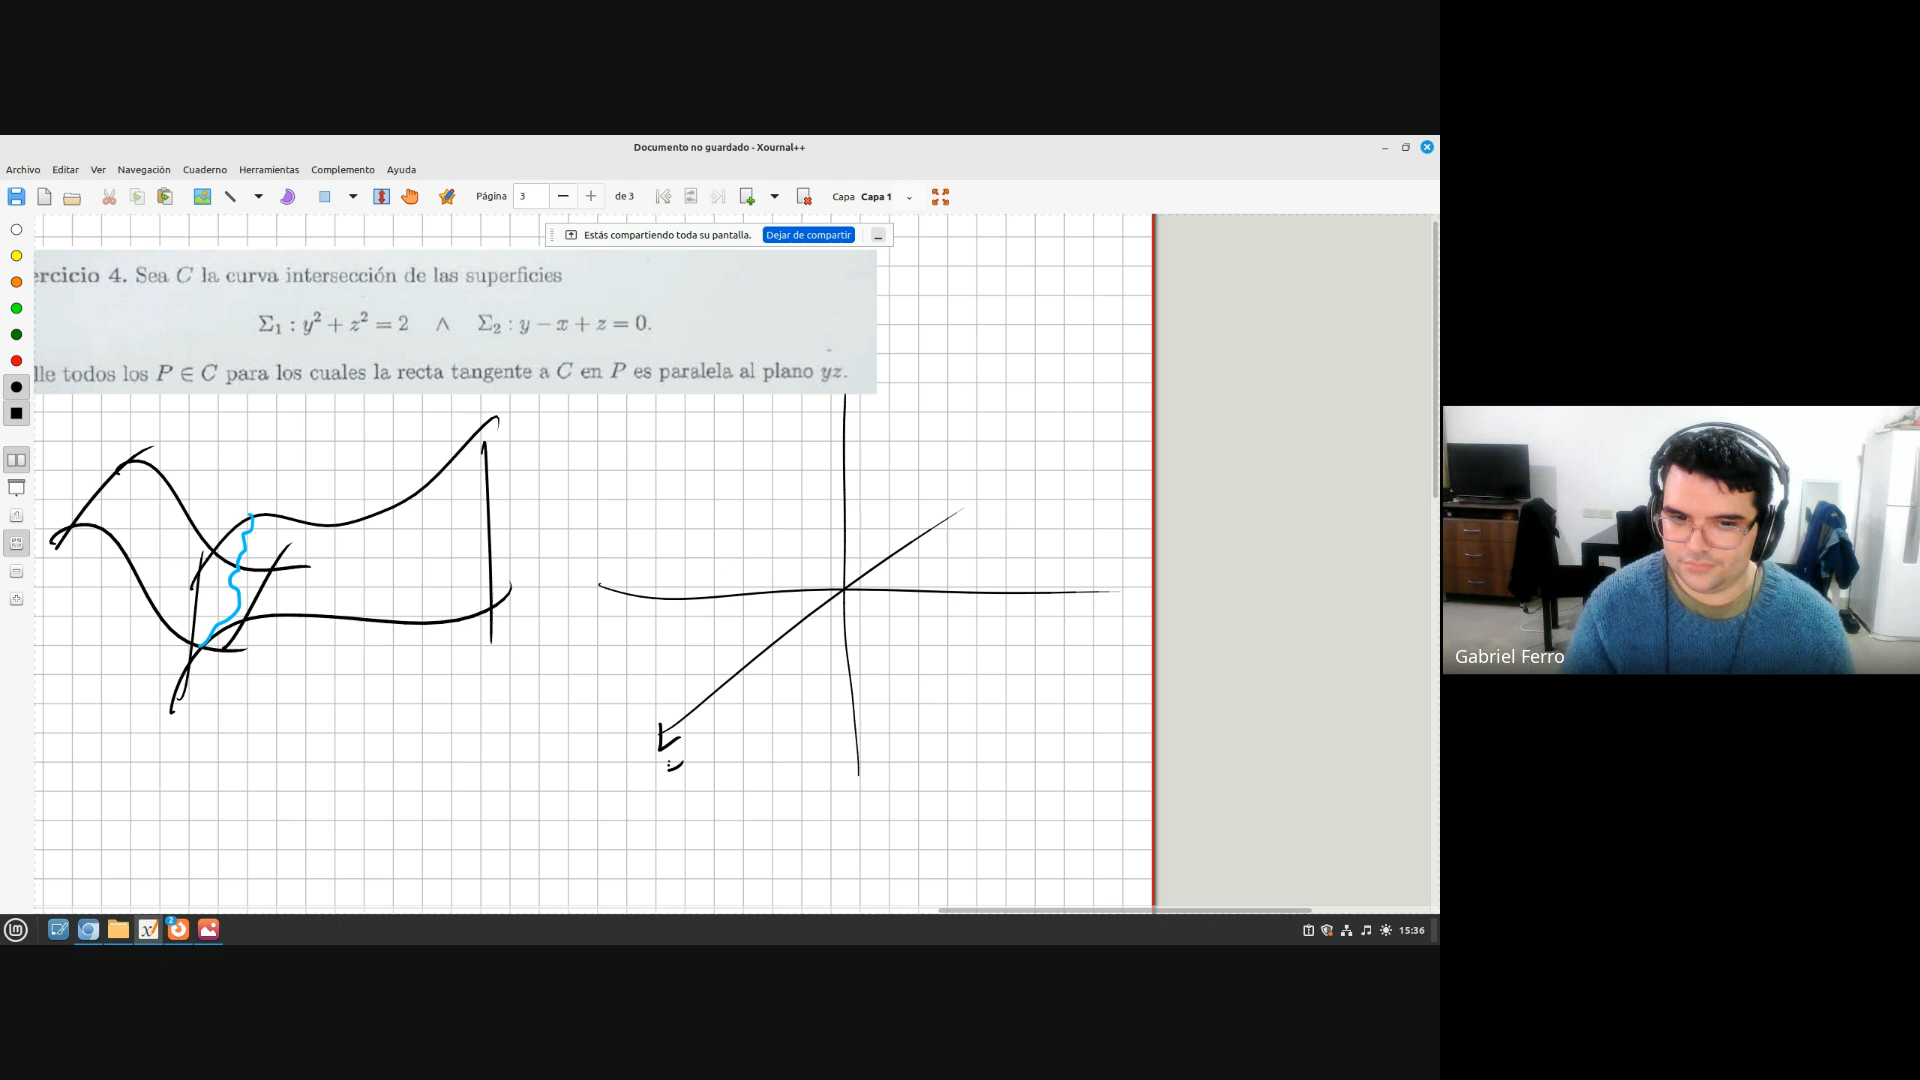 Documento no guardado - Xournal++
Archivo Editar Ver Navegación Cuaderno Herramientas Complemento Ayuda
Página 3 de 3 Capa Capa 1
Estás compartiendo toda su pantalla. Dejar de compartir
ercicio 4. Sea C la curva intersección de las superficies
Σ₁ : y² + z² = 2 ∧ Σ₂ : y − x + z = 0.
lle todos los P ∈ C para los cuales la recta tangente a C en P es paralela al plano yz.
Gabriel Ferro
2
15:36